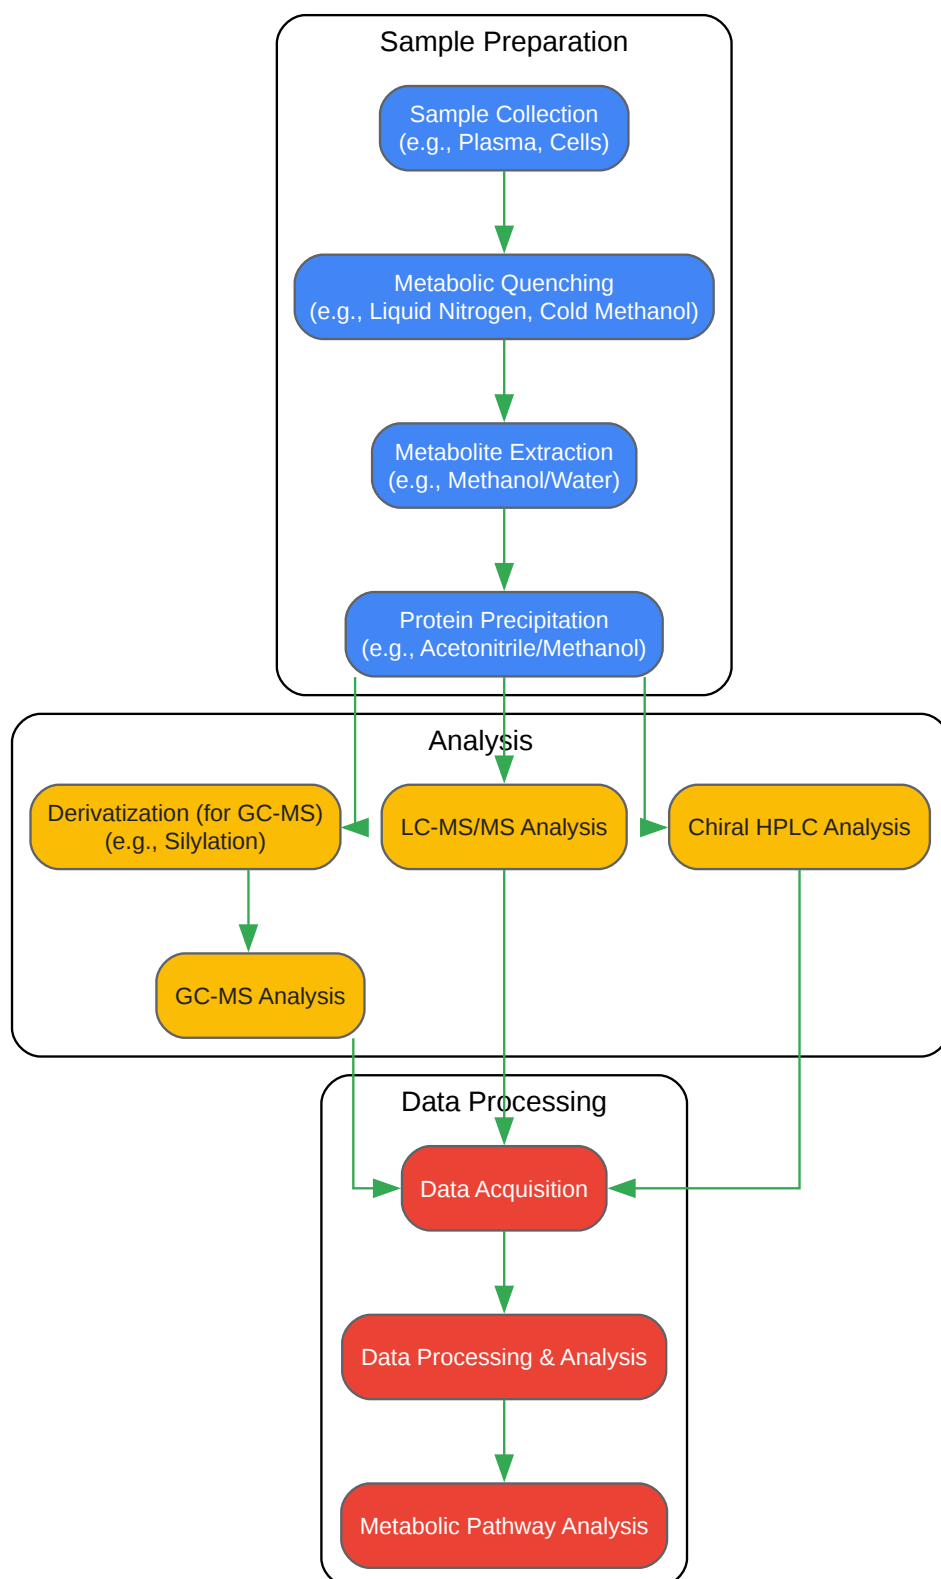 Sample Preparation
Sample Collection
(e.g., Plasma, Cells)
Metabolic Quenching
(e.g., Liquid Nitrogen, Cold Methanol)
Metabolite Extraction
(e.g., Methanol/Water)
Protein Precipitation
(e.g., Acetonitrile/Methanol)
Analysis
Derivatization (for GC-MS)
(e.g., Silylation)
LC-MS/MS Analysis
Chiral HPLC Analysis
GC-MS Analysis
Data Processing
Data Acquisition
Data Processing & Analysis
Metabolic Pathway Analysis